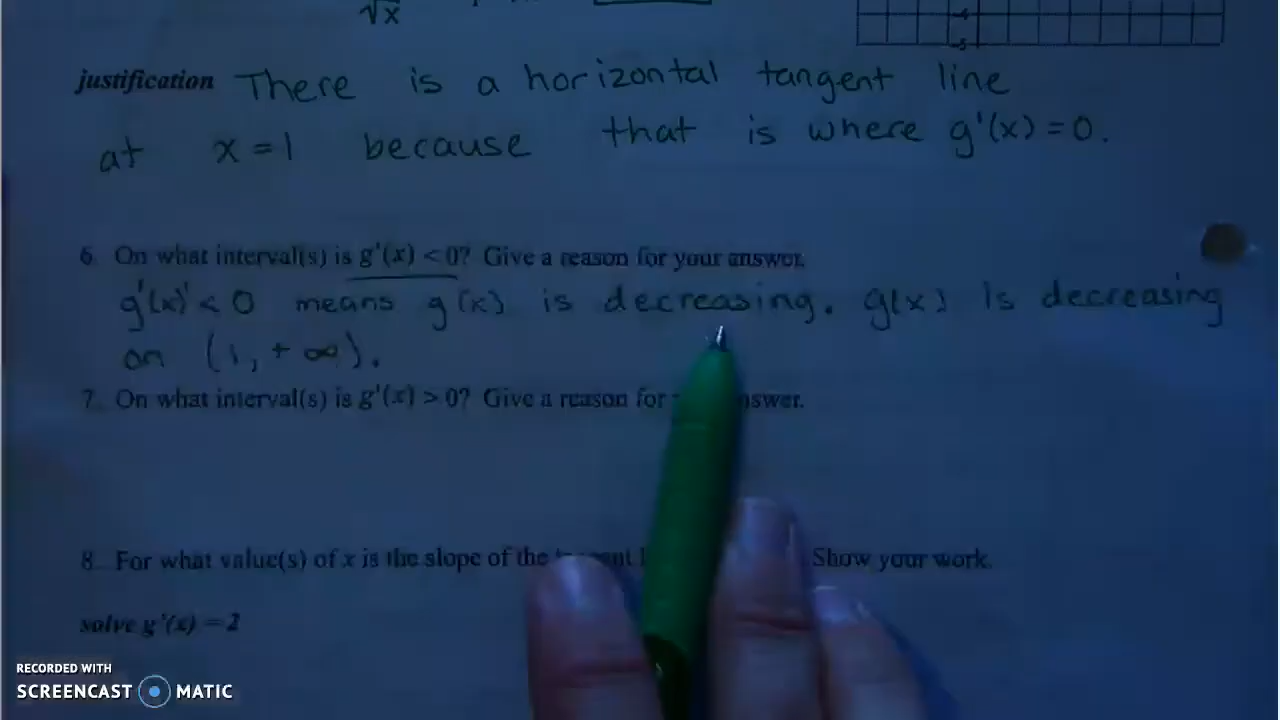 √x
-4
-5
justification There is a horizontal tangent line
at x = 1 because that is where g'(x) = 0.
6. On what interval(s) is g'(x) < 0? Give a reason for your answer.
g'(x) < 0 means g(x) is decreasing. g(x) is decreasing
on (1, +∞).
7. On what interval(s) is g'(x) > 0? Give a reason for answer.
8. For what value(s) of x is the slope of the Show your work.
solve g'(x) = 2
RECORDED WITH
SCREENCAST MATIC